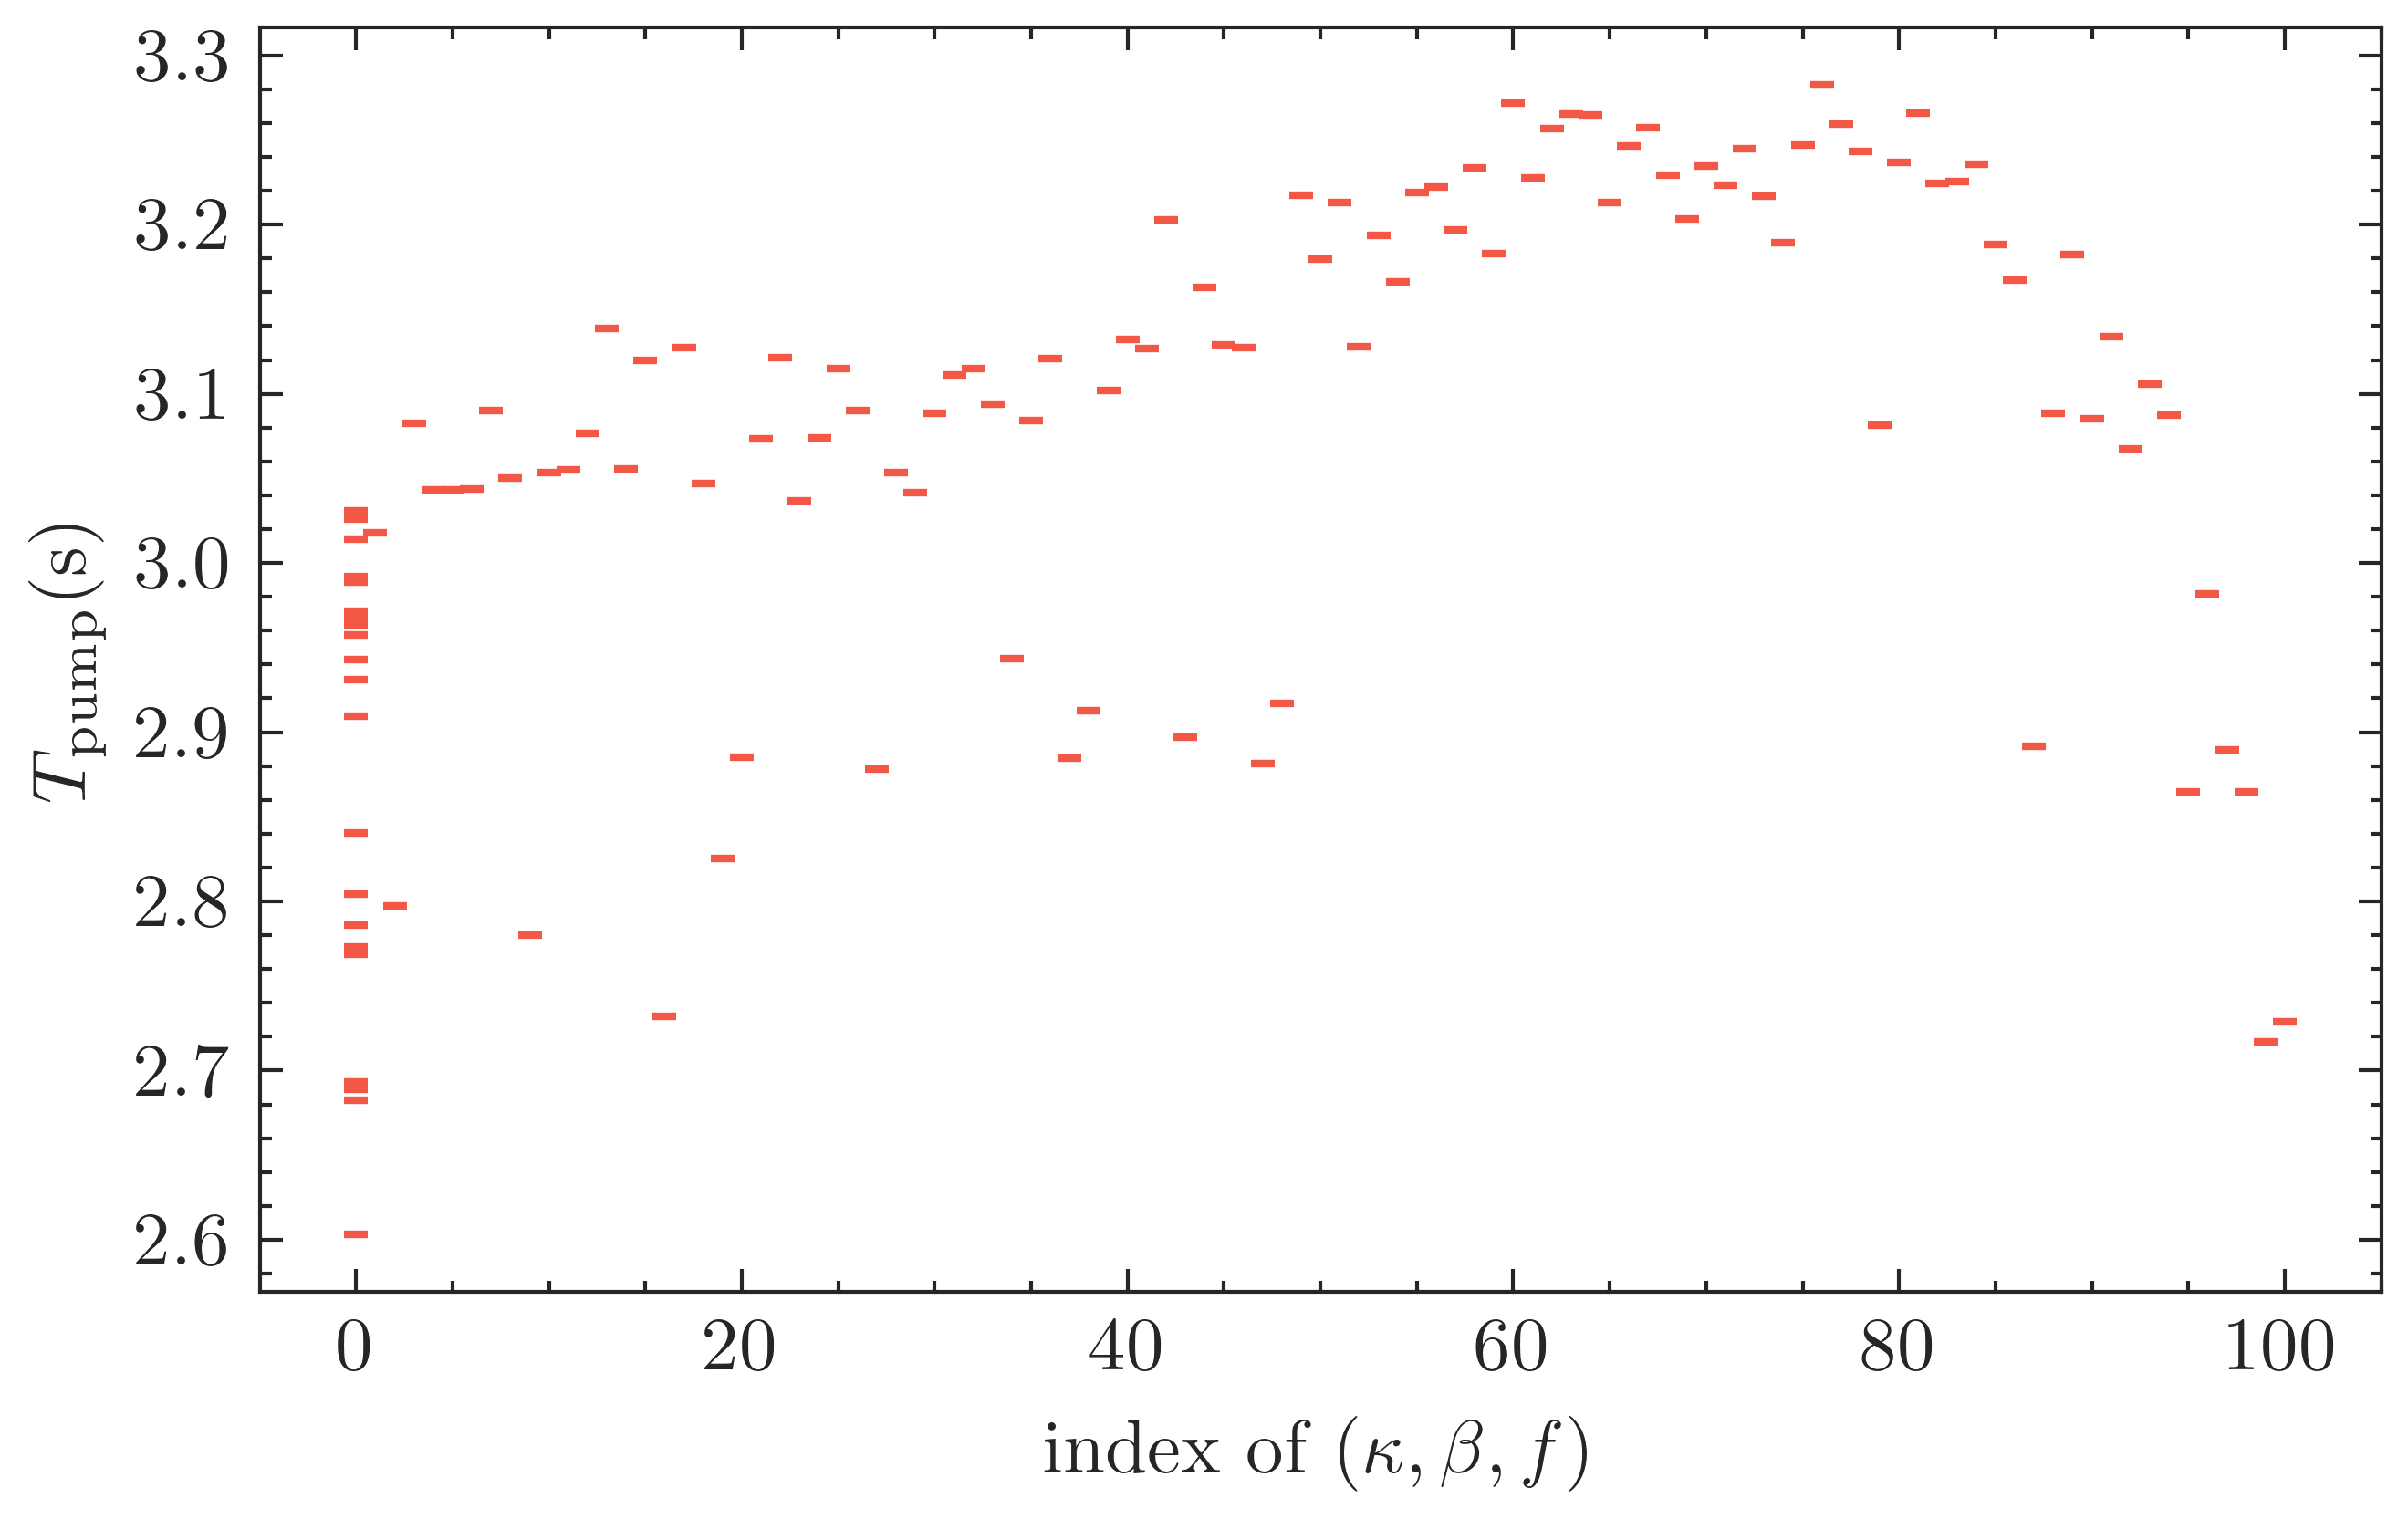 3.3
3.2
3.1
3.0
2.9
2.8
2.7
2.6
T_pump(s)
0 20 40 60 80 100
index of (κ, β, f)